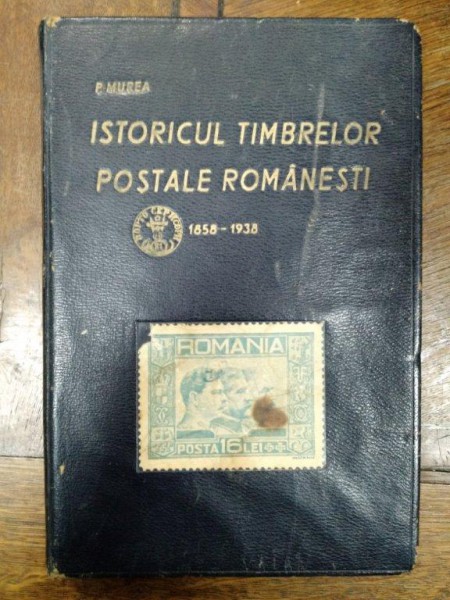 P. MUREA
ISTORICUL TIMBRELOR
POSTALE ROMÂNESTI
1858-1938
ROMANIA
POSTA 16 LEI